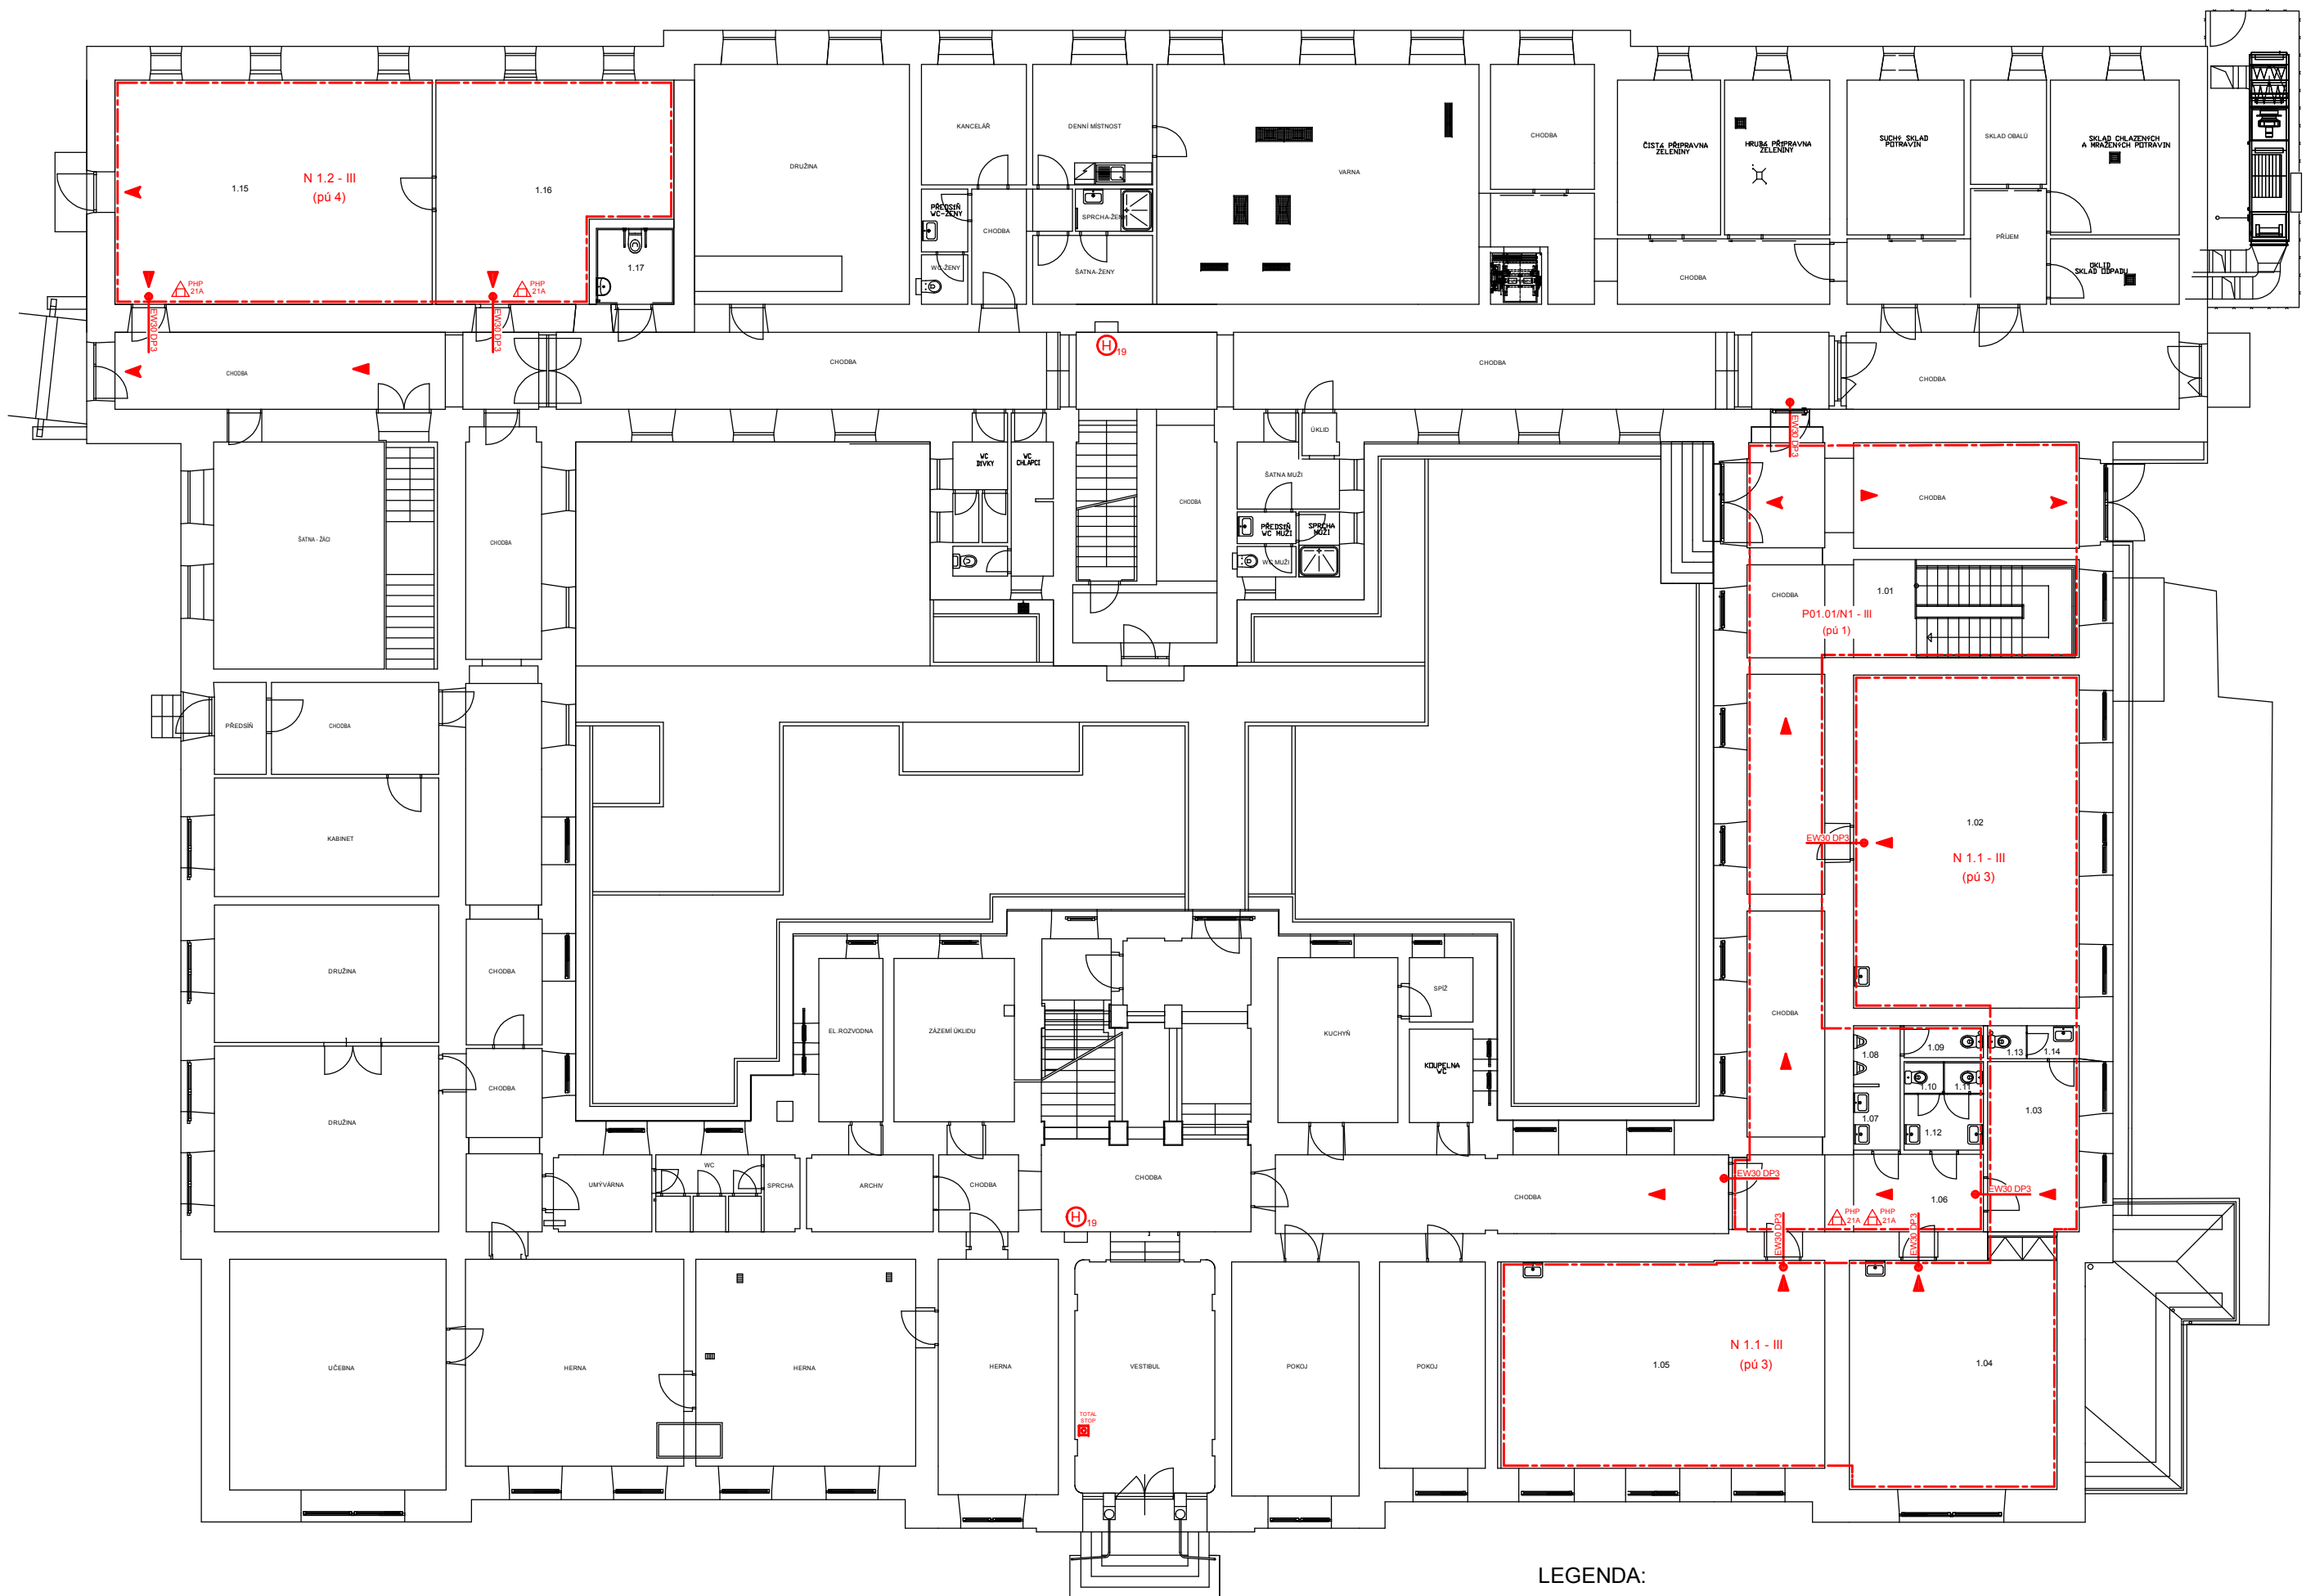 KANCELÁŘ
DENNÍ MÍSTNOST
CHODBA
ČISTÁ PŘÍPRAVNA
ZELENINY
HRUBÁ PŘÍPRAVNA
ZELENINY
SUCHÝ SKLAD
POTRAVIN
SKLAD OBALŮ
SKLAD CHLAZENÝCH
A MRAŽENÝCH POTRAVIN
DRUŽINA
VARNA
1.15
N 1.2 - III
(pú 4)
1.16
PŘEDSÍŇ
WC-ŽENY
SPRCHA-ŽENY
CHODBA
PŘÍJEM
1.17
WC-ŽENY
ŠATNA-ŽENY
CHODBA
ÚKLID
SKLAD ODPADU
PHP
21A
PHP
21A
EW30 DP3
EW30 DP3
CHODBA
CHODBA
H
19
CHODBA
CHODBA
EW30 DP3
ÚKLID
WC
DÍVKY
WC
CHLAPCI
ŠATNA MUŽI
CHODBA
CHODBA
ŠATNA - ŽÁCI
CHODBA
PŘEDSÍŇ
WC MUŽI
SPRCHA
MUŽI
WC MUŽI
CHODBA
1.01
P01.01/N1 - III
(pú 1)
PŘEDSÍŇ
CHODBA
KABINET
EW30 DP3
1.02
N 1.1 - III
(pú 3)
DRUŽINA
CHODBA
EL.ROZVODNA
ZÁZEMÍ ÚKLIDU
KUCHYŇ
SPÍŽ
CHODBA
KOUPELNA
WC
1.08
1.09
1.13
1.14
1.10
1.11
1.07
1.12
1.03
DRUŽINA
CHODBA
UMÝVÁRNA
WC
SPRCHA
ARCHIV
CHODBA
CHODBA
CHODBA
EW30 DP3
1.06
EW30 DP3
H
19
PHP
21A
PHP
21A
EW30 DP3
EW30 DP3
UČEBNA
HERNA
HERNA
HERNA
VESTIBUL
POKOJ
POKOJ
1.05
N 1.1 - III
(pú 3)
1.04
TOTAL
STOP
LEGENDA: